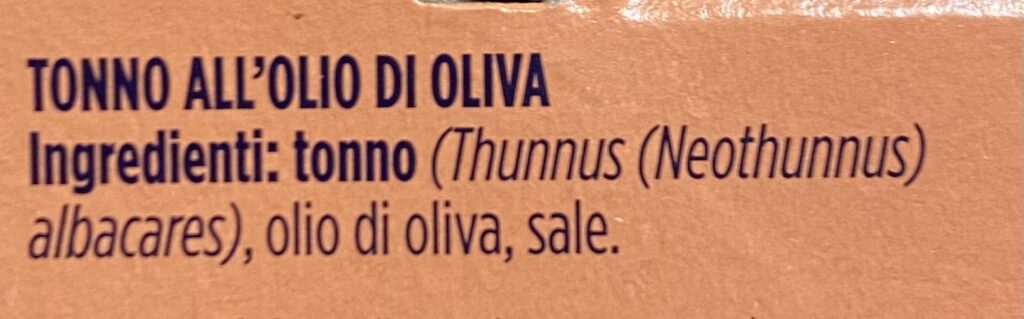 TONNO ALL'OLIO DI OLIVA
Ingredienti: tonno (Thunnus (Neothunnus)
albacares), olio di oliva, sale.